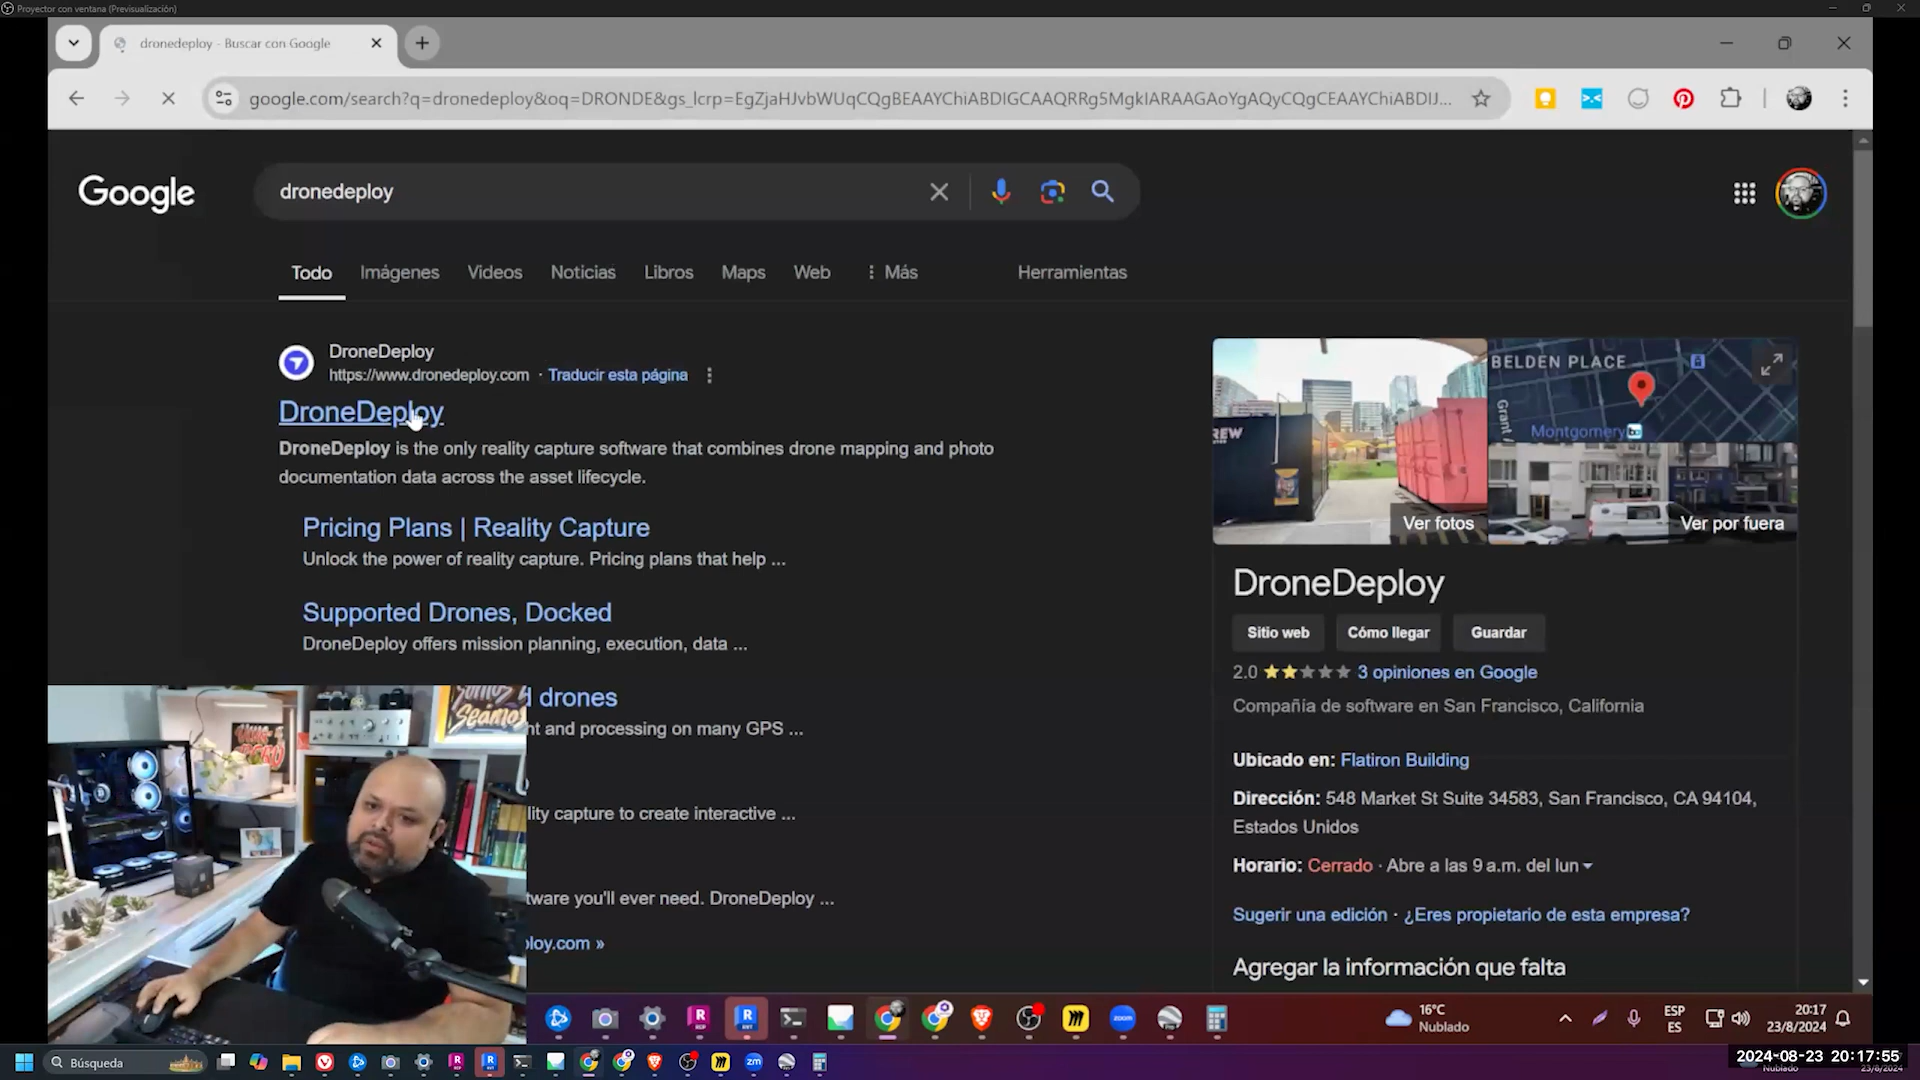 Proyector con ventana (Previsualización)
dronedeploy - Buscar con Google
google.com/search?q=dronedeploy&oq=DRONDE&gs_lcrp=EgZjaHJvbWUqCQgBEAAYChiABDIGCAAQRRg5MgkIARAAGAoYgAQyCQgCEAAYChiABDIJ...
Google
dronedeploy
Todo Imágenes Videos Noticias Libros Maps Web Más Herramientas
DroneDeploy
https://www.dronedeploy.com · Traducir esta página
DroneDeploy
DroneDeploy is the only reality capture software that combines drone mapping and photo
documentation data across the asset lifecycle.
Pricing Plans | Reality Capture
Unlock the power of reality capture. Pricing plans that help ...
Supported Drones, Docked
DroneDeploy offers mission planning, execution, data ...
d drones
nt and processing on many GPS ...
lity capture to create interactive ...
tware you'll ever need. DroneDeploy ...
loy.com »
BELDEN PLACE
Grant
Montgomery
Ver fotos
Ver por fuera
DroneDeploy
Sitio web Cómo llegar Guardar
2.0 3 opiniones en Google
Compañía de software en San Francisco, California
Ubicado en: Flatiron Building
Dirección: 548 Market St Suite 34583, San Francisco, CA 94104,
Estados Unidos
Horario: Cerrado · Abre a las 9 a.m. del lun
Sugerir una edición · ¿Eres propietario de esta empresa?
Agregar la información que falta
Somos
Seamos
zoom
16°C
Nublado
ESP
ES
20:17
23/8/2024
Búsqueda
zm
2024-08-23 20:17:55
Nublado
23/8/2024